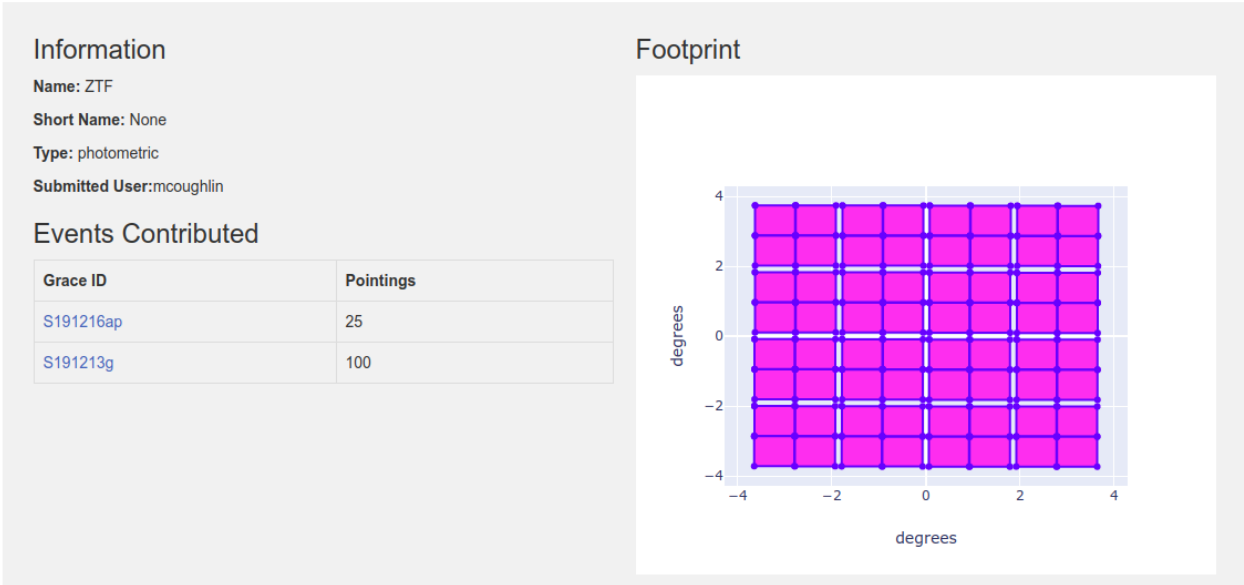 Information
Name: ZTF
Short Name: None
Type: photometric
Submitted User:mcoughlin
Events Contributed
Grace ID Pointings
S191216ap 25
S191213g 100
Footprint
4
2
0
−2
−4
degrees
−4 −2 0 2 4
degrees